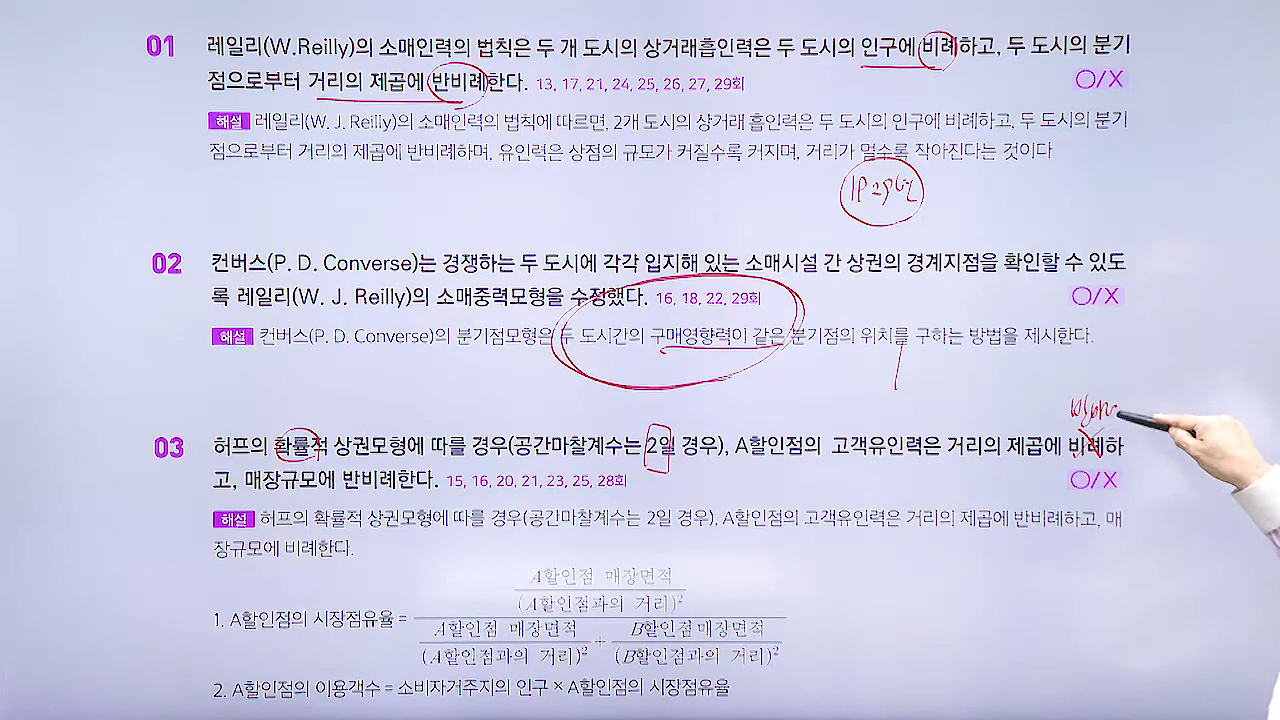 01 레일리(W.Reilly)의 소매인력의 법칙은 두 개 도시의 상거래흡인력은 두 도시의 인구에 비례하고, 두 도시의 분기
점으로부터 거리의 제곱에 반비례한다. 13, 17, 21, 24, 25, 26, 27, 29회 O/X
해설 레일리(W. J. Reilly)의 소매인력의 법칙에 따르면, 2개 도시의 상거래 흡인력은 두 도시의 인구에 비례하고, 두 도시의 분기
점으로부터 거리의 제곱에 반비례하며, 유인력은 상점의 규모가 커질수록 커지며, 거리가 멀수록 작아진다는 것이다
02 컨버스(P. D. Converse)는 경쟁하는 두 도시에 각각 입지해 있는 소매시설 간 상권의 경계지점을 확인할 수 있도
록 레일리(W. J. Reilly)의 소매중력모형을 수정했다. 16, 18, 22, 29회 O/X
해설 컨버스(P. D. Converse)의 분기점모형은 두 도시간의 구매영향력이 같은 분기점의 위치를 구하는 방법을 제시한다.
03 허프의 확률적 상권모형에 따를 경우(공간마찰계수는 2일 경우), A할인점의 고객유인력은 거리의 제곱에 비례하
고, 매장규모에 반비례한다. 15, 16, 20, 21, 23, 25, 28회 O/X
해설 허프의 확률적 상권모형에 따를 경우(공간마찰계수는 2일 경우), A할인점의 고객유인력은 거리의 제곱에 반비례하고, 매
장규모에 비례한다.
A할인점 매장면적
(A할인점과의 거리)²
1. A할인점의 시장점유율 =
A할인점 매장면적 + B할인점매장면적
(A할인점과의 거리)² (B할인점과의 거리)²
2. A할인점의 이용객수 = 소비자거주지의 인구 × A할인점의 시장점유율